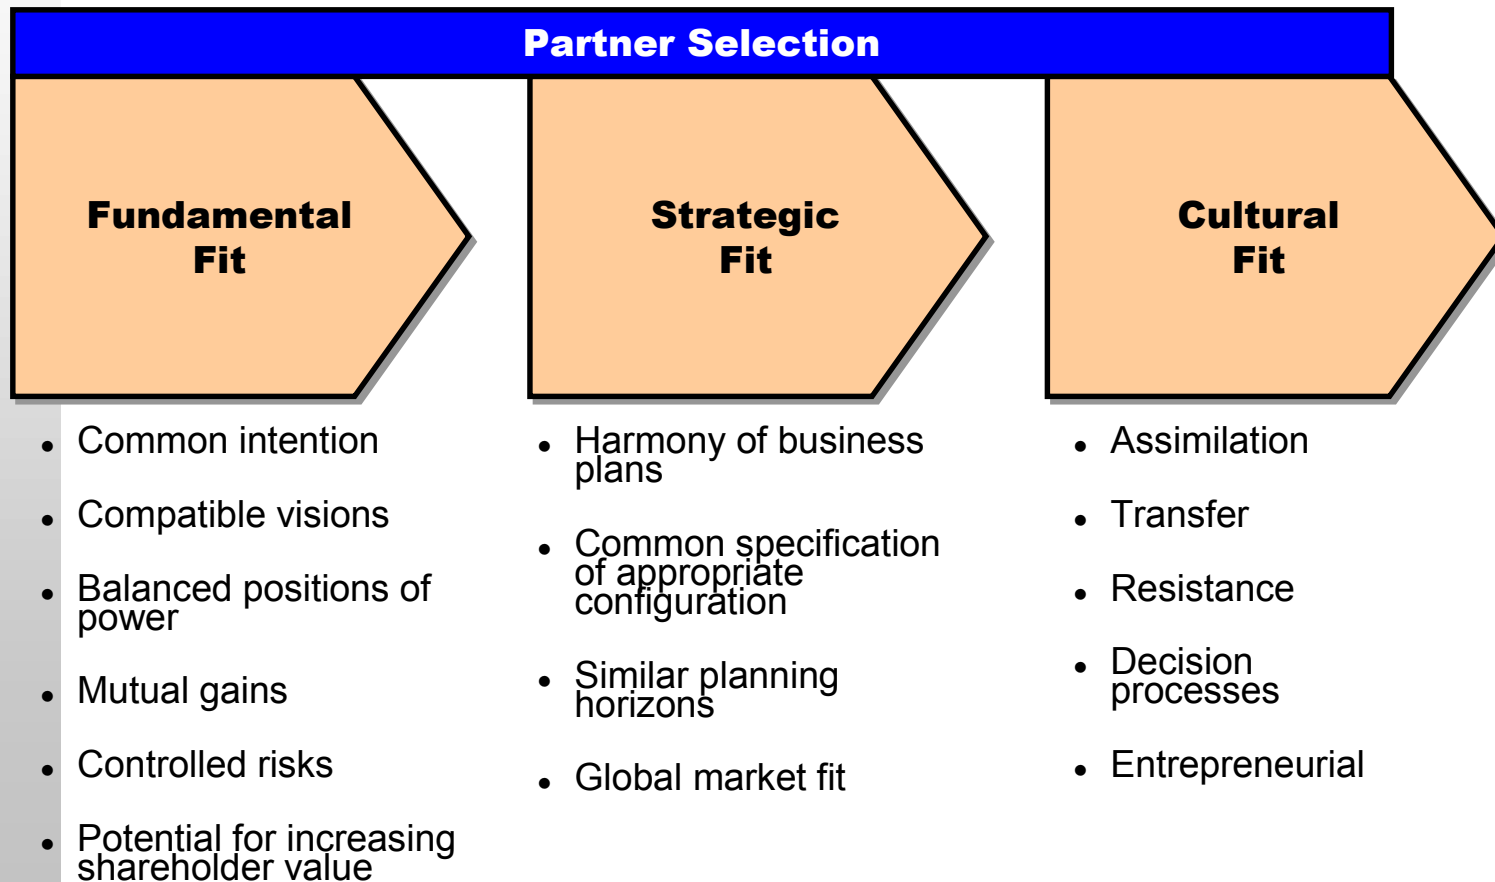 Partner Selection
Fundamental
Fit
Strategic
Fit
Cultural
Fit
• Common intention
• Compatible visions
• Balanced positions of
power
• Mutual gains
• Controlled risks
• Potential for increasing
shareholder value
• Harmony of business
plans
• Common specification
of appropriate
configuration
• Similar planning
horizons
• Global market fit
• Assimilation
• Transfer
• Resistance
• Decision
processes
• Entrepreneurial